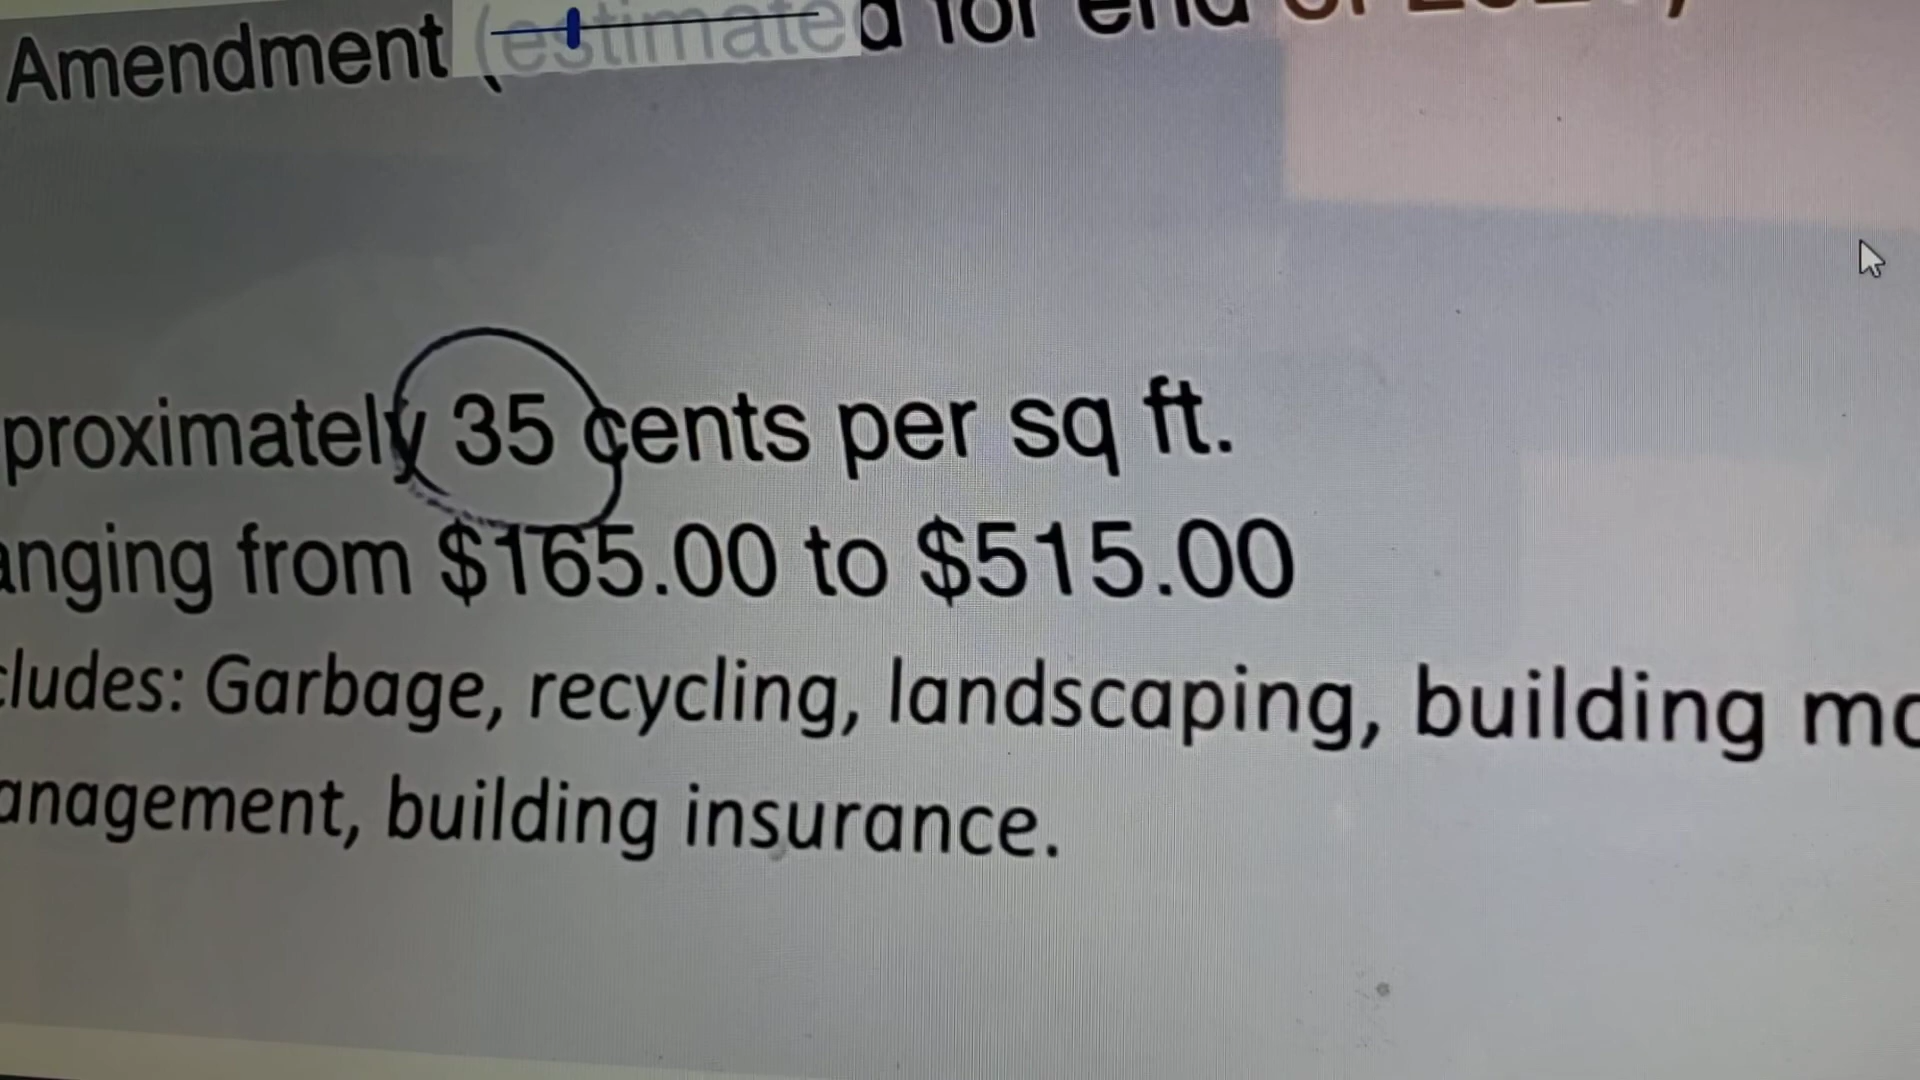 Amendment (estimated for end of
proximately 35 cents per sq ft.
anging from $165.00 to $515.00
cludes: Garbage, recycling, landscaping, building
anagement, building insurance.